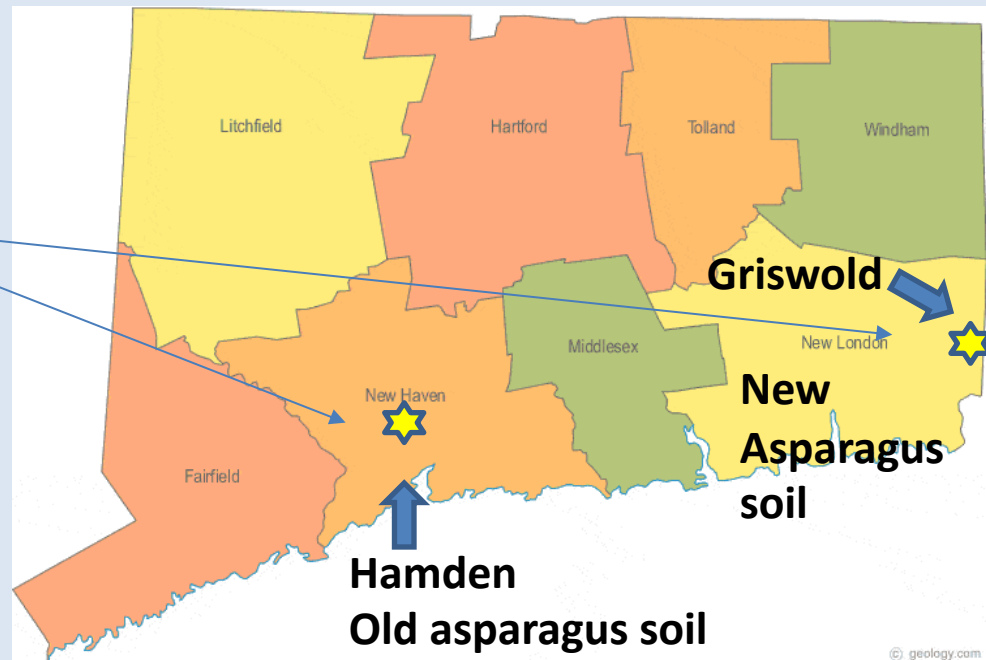 Litchfield
Hartford
Tolland
Windham
Griswold
New London
Middlesex
New Haven
New
Asparagus
soil
Fairfield
Hamden
Old asparagus soil
© geology.com